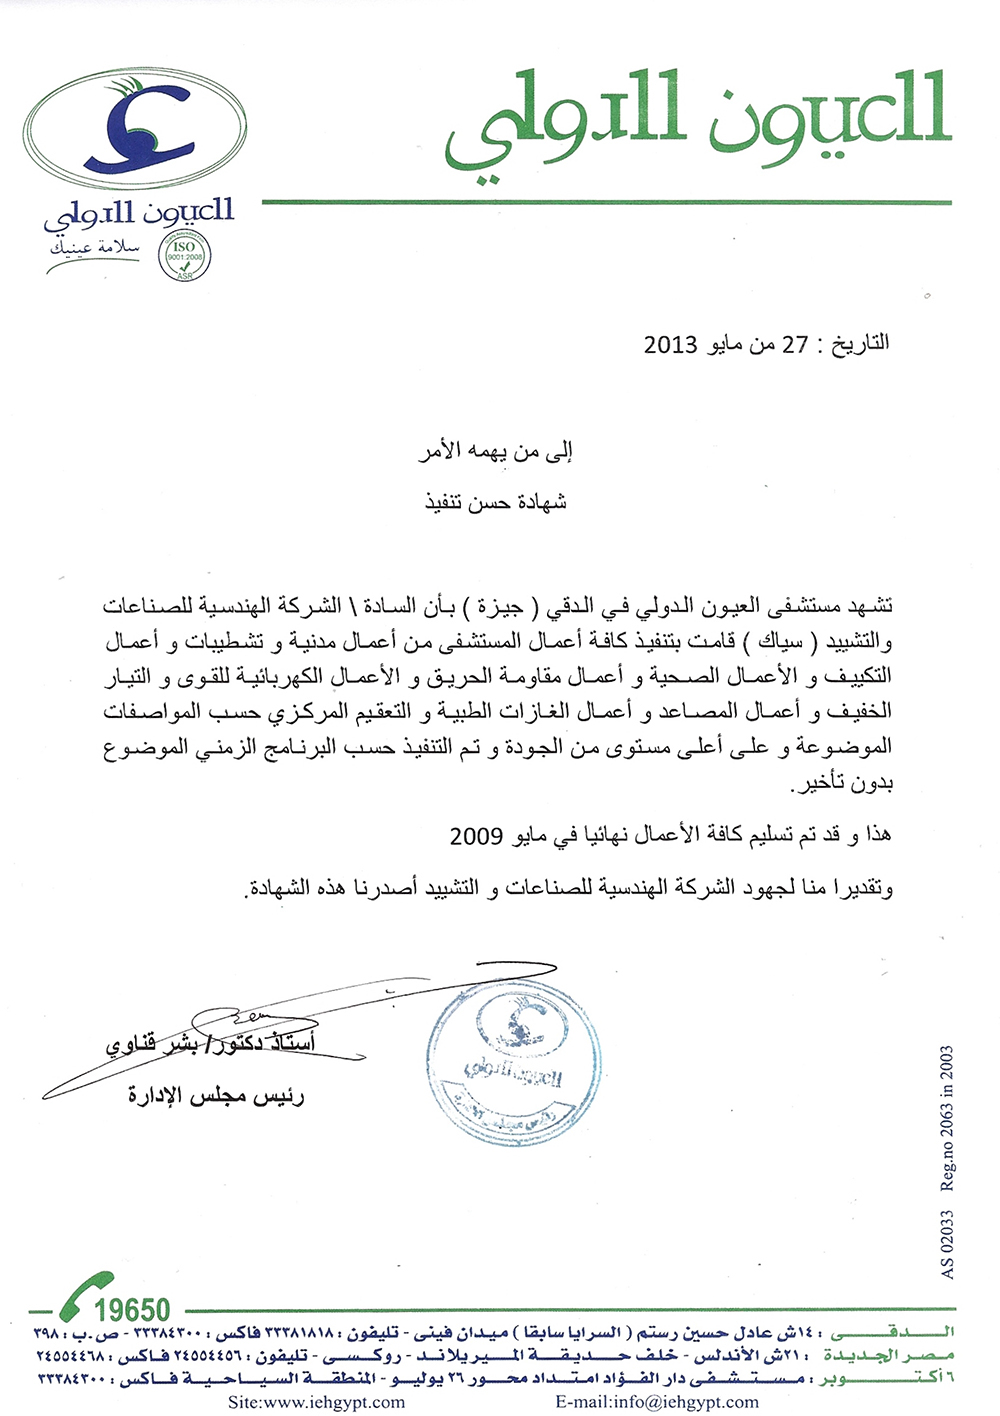 العيون الدولي
العيون الدولي
سلامة عينيك
ISO
9001:2008
ASR
التاريخ : 27 من مايو 2013
إلى من يهمه الأمر
شهادة حسن تنفيذ
تشهد مستشفى العيون الدولي في الدقي ( جيزة ) بأن السادة \ الشركة الهندسية للصناعات
والتشييد ( سياك ) قامت بتنفيذ كافة أعمال المستشفى من أعمال مدنية و تشطيبات و أعمال
التكييف و الأعمال الصحية و أعمال مقاومة الحريق و الأعمال الكهربائية للقوى و التيار
الخفيف و أعمال المصاعد و أعمال الغازات الطبية و التعقيم المركزي حسب المواصفات
الموضوعة و على أعلى مستوى من الجودة و تم التنفيذ حسب البرنامج الزمني الموضوع
بدون تأخير.
هذا و قد تم تسليم كافة الأعمال نهائيا في مايو 2009
وتقديرا منا لجهود الشركة الهندسية للصناعات و التشييد أصدرنا هذه الشهادة.
أستاذ دكتور/ بشر قناوي
رئيس مجلس الإدارة
العيون الدولي
رئيس مجلس الإدارة
AS 02033 Reg.no 2063 in 2003
19650
الدقى : ١٤ش عادل حسين رستم ( السرايا سابقا ) ميدان فينى - تليفون : ٣٣٣٨١٨١٨ فاكس : ٣٣٣٨٤٣٠٠ - ص.ب : ٣٩٨
مصر الجديدة : ٢١ش الأندلس - خلف حديقة الميريلاند - روكسى - تليفون : ٢٤٥٥٤٤٥٦ فاكس : ٢٤٥٥٤٤٦٨
٦ أكتوبر : مستشفى دار الفؤاد امتداد محور ٢٦ يوليو - المنطقة السياحية فاكس : ٣٣٣٨٤٣٠٠
Site:www.iehgypt.com E-mail:info@iehgypt.com